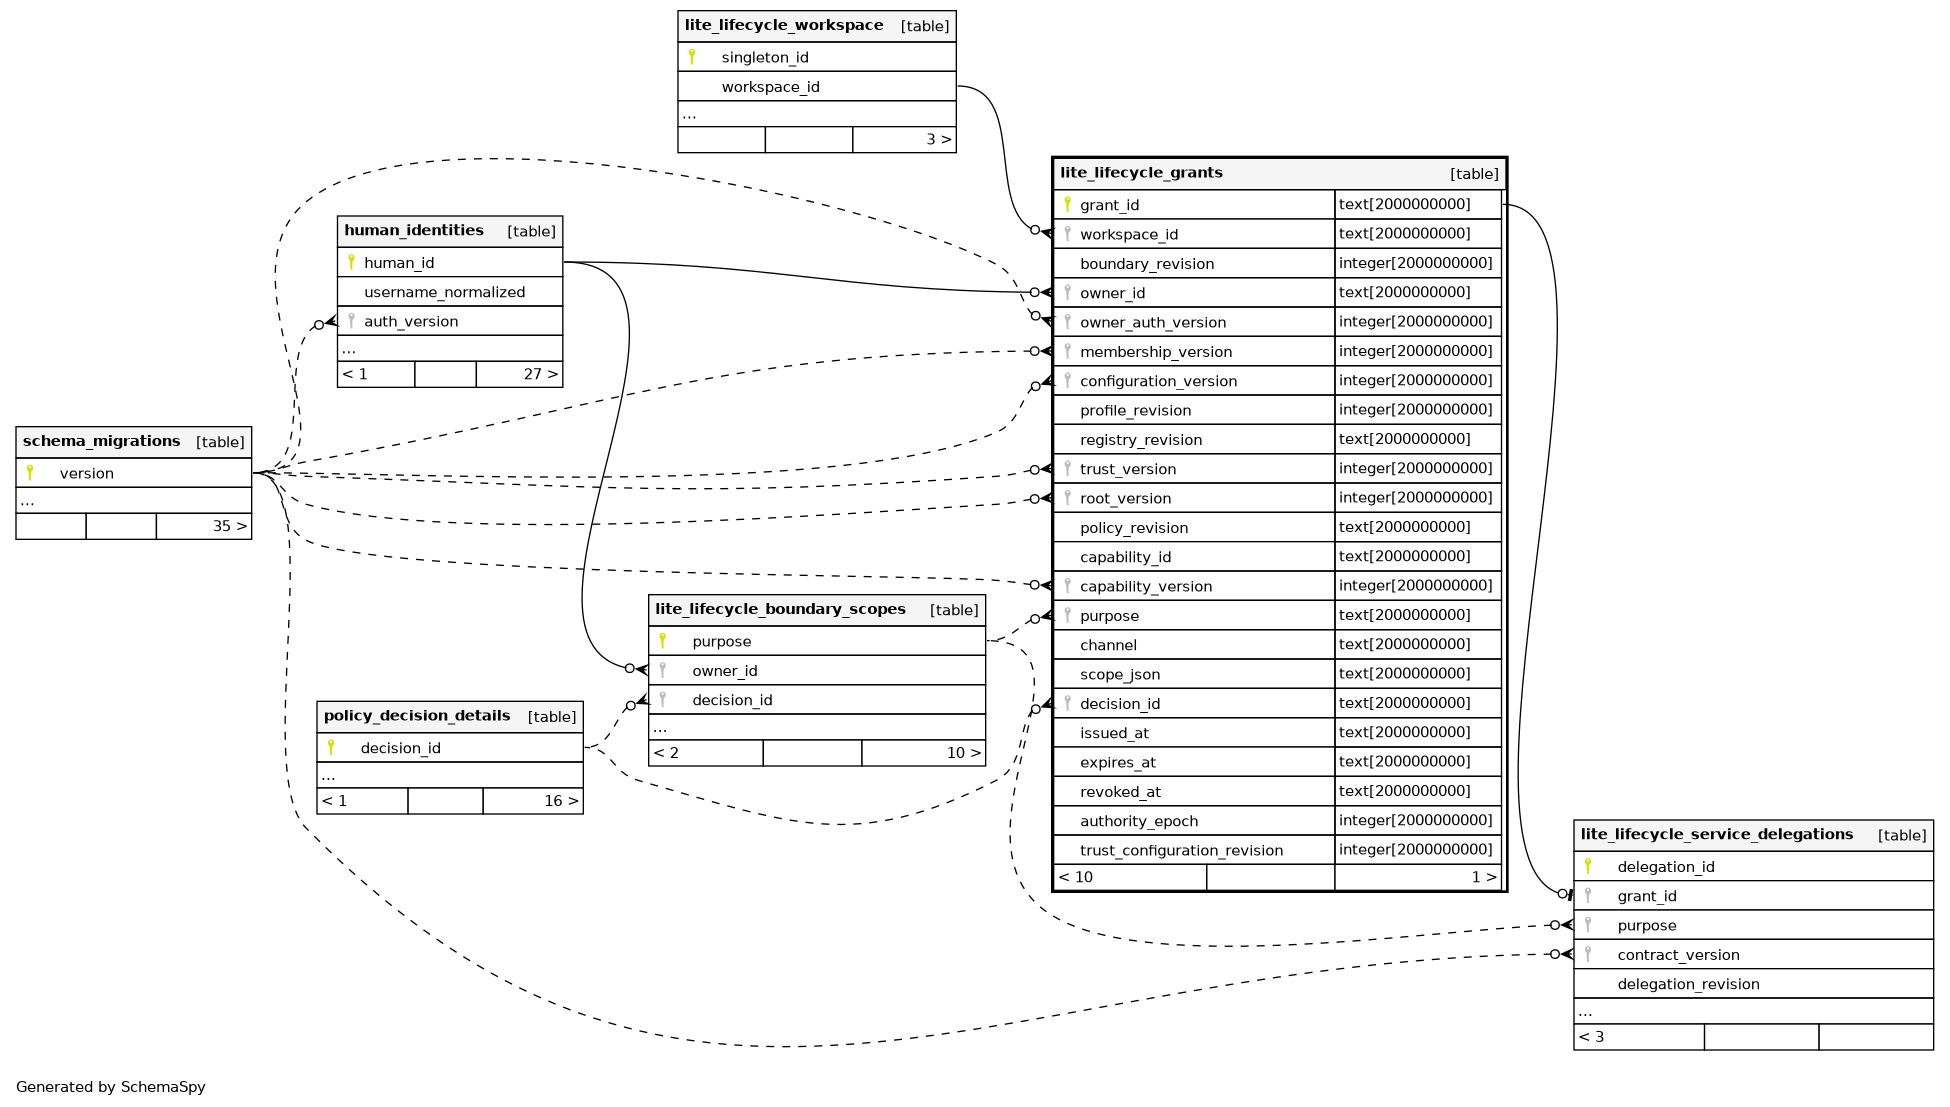 lite_lifecycle_workspace [table]
singleton_id
workspace_id
...
3 >
lite_lifecycle_grants [table]
grant_id text[2000000000]
workspace_id text[2000000000]
boundary_revision integer[2000000000]
owner_id text[2000000000]
owner_auth_version integer[2000000000]
membership_version integer[2000000000]
configuration_version integer[2000000000]
profile_revision integer[2000000000]
registry_revision text[2000000000]
trust_version integer[2000000000]
root_version integer[2000000000]
policy_revision text[2000000000]
capability_id text[2000000000]
capability_version integer[2000000000]
purpose text[2000000000]
channel text[2000000000]
scope_json text[2000000000]
decision_id text[2000000000]
issued_at text[2000000000]
expires_at text[2000000000]
revoked_at text[2000000000]
authority_epoch integer[2000000000]
trust_configuration_revision integer[2000000000]
< 10 1 >
human_identities [table]
human_id
username_normalized
auth_version
...
< 1 27 >
schema_migrations [table]
version
...
35 >
lite_lifecycle_boundary_scopes [table]
purpose
owner_id
decision_id
...
< 2 10 >
policy_decision_details [table]
decision_id
...
< 1 16 >
lite_lifecycle_service_delegations [table]
delegation_id
grant_id
purpose
contract_version
delegation_revision
...
< 3
Generated by SchemaSpy